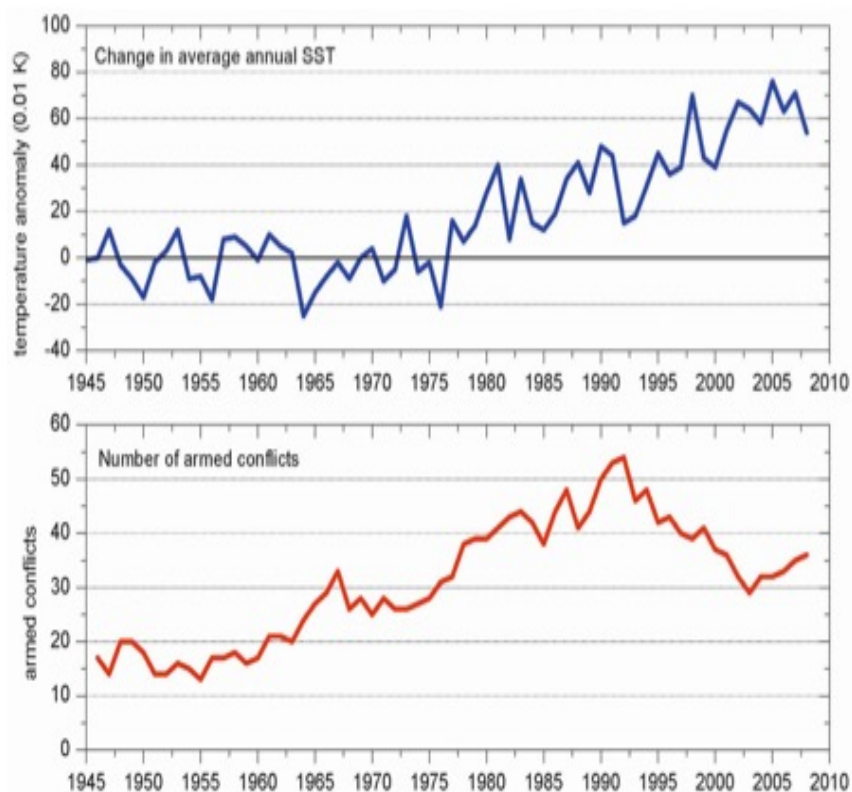 Change in average annual SST
temperature anomaly (0.01 K)
100
80
60
40
20
0
-20
-40
1945 1950 1955 1960 1965 1970 1975 1980 1985 1990 1995 2000 2005 2010
Number of armed conflicts
armed conflicts
60
50
40
30
20
10
0
1945 1950 1955 1960 1965 1970 1975 1980 1985 1990 1995 2000 2005 2010